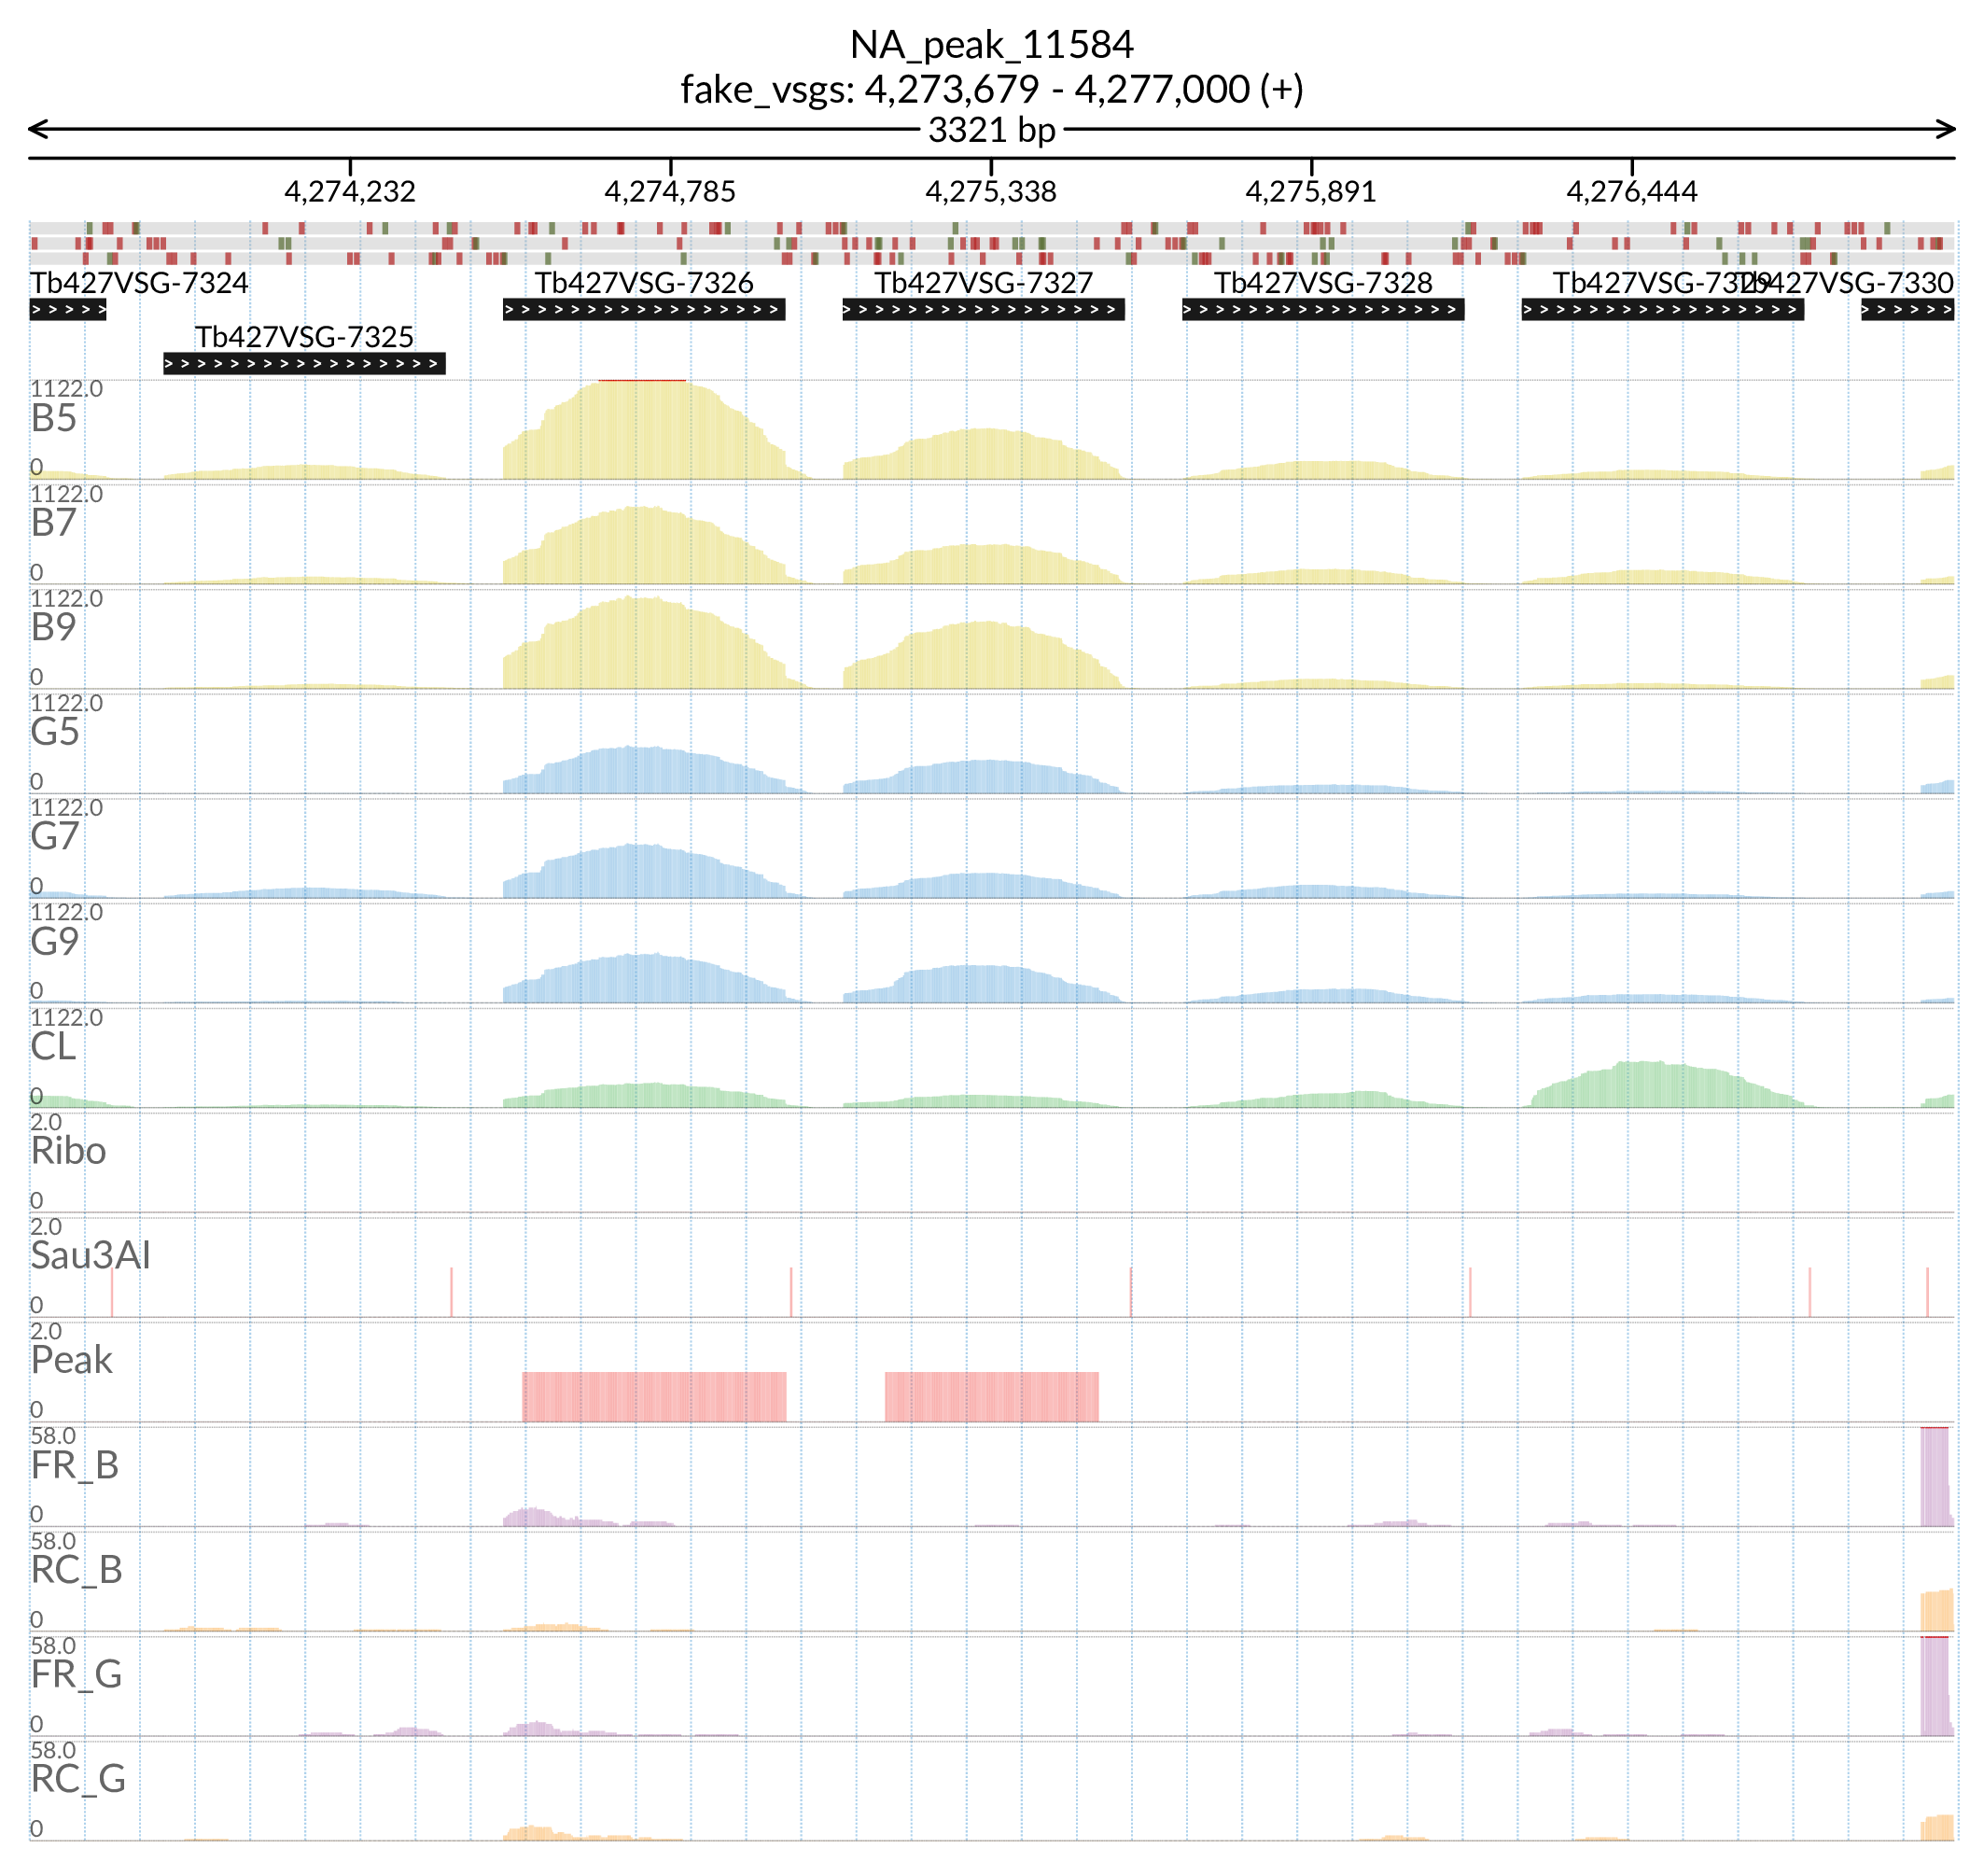 NA_peak_11584
fake_vsgs: 4,273,679 - 4,277,000 (+)
3321 bp
4,274,232 4,274,785 4,275,338 4,275,891 4,276,444
Tb427VSG-7324 Tb427VSG-7326 Tb427VSG-7327 Tb427VSG-7328 Tb427VSG-7329 Tb427VSG-7330
Tb427VSG-7325
1122.0
B5
0
1122.0
B7
0
1122.0
B9
0
1122.0
G5
0
1122.0
G7
0
1122.0
G9
0
1122.0
CL
0
2.0
Ribo
0
2.0
Sau3AI
0
2.0
Peak
0
58.0
FR_B
0
58.0
RC_B
0
58.0
FR_G
0
58.0
RC_G
0